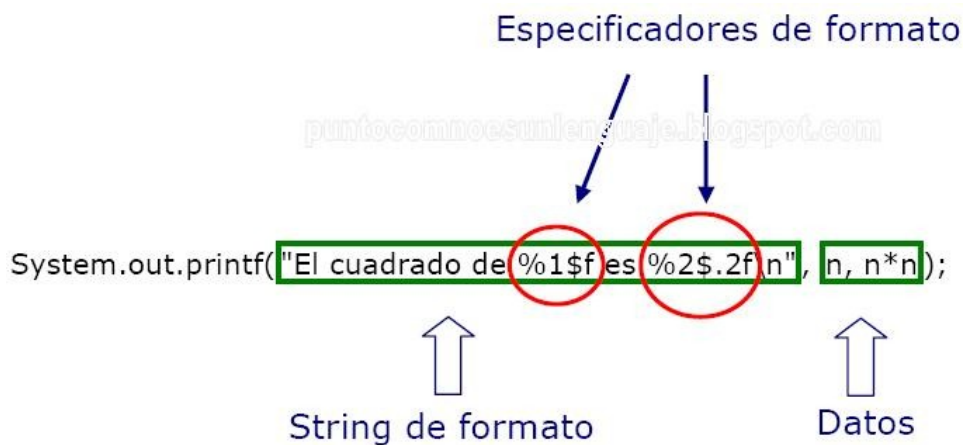 Especificadores de formato
puntocomnoesunlenguaje.blogspot.com
System.out.printf("El cuadrado de %1$f es %2$.2f\n", n, n*n);
String de formato
Datos